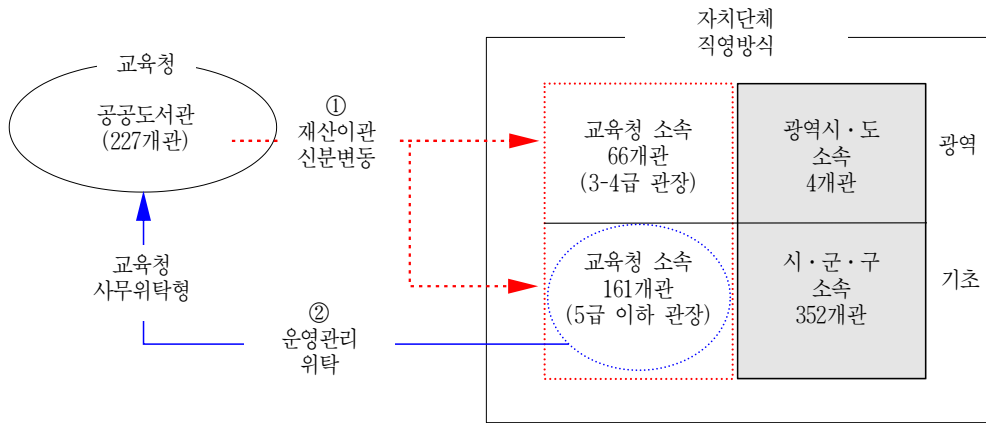 자치단체
직영방식
교육청
공공도서관
(227개관)
①
재산이관
신분변동
교육청 소속
66개관
(3-4급 관장)
광역시·도
소속
4개관
광역
교육청
사무위탁형
②
운영관리
위탁
교육청 소속
161개관
(5급 이하 관장)
시·군·구
소속
352개관
기초